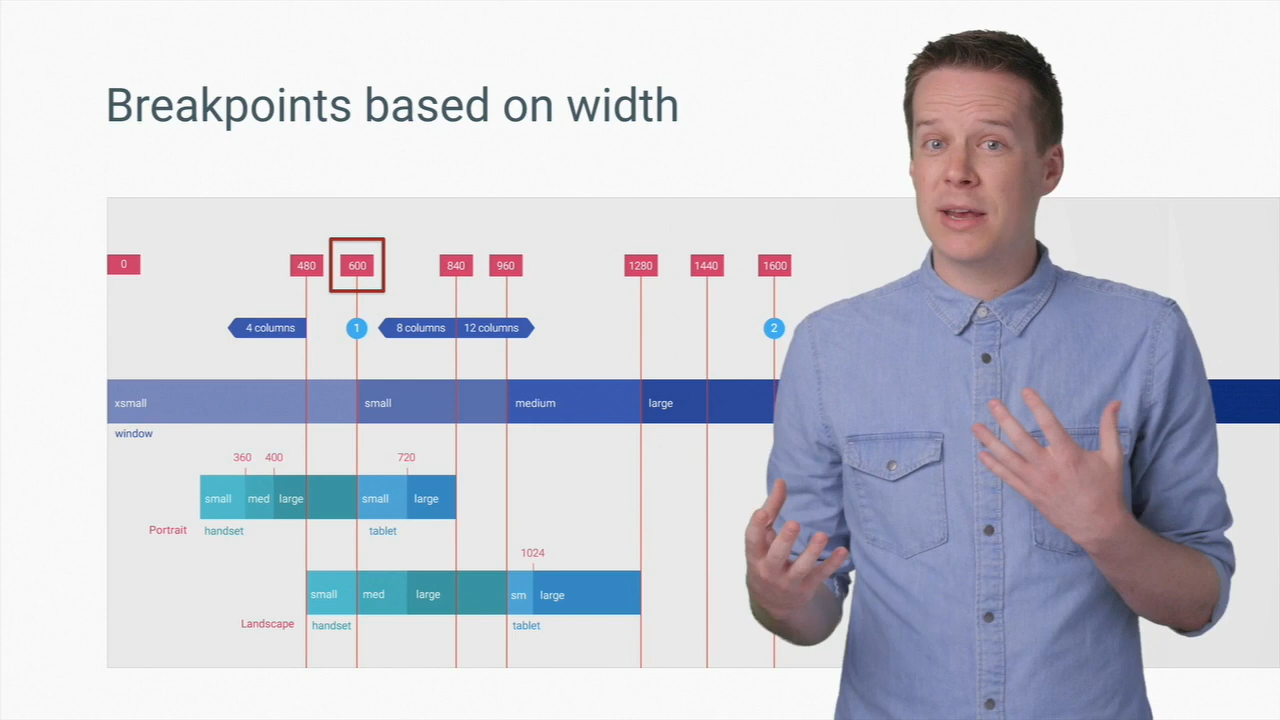 Breakpoints based on width
0 480 600 840 960 1280 1440 1600
4 columns 1 8 columns 12 columns 2
xsmall small medium large
window
360 400 720
small med large small large
Portrait handset tablet
1024
small med large sm large
Landscape handset tablet